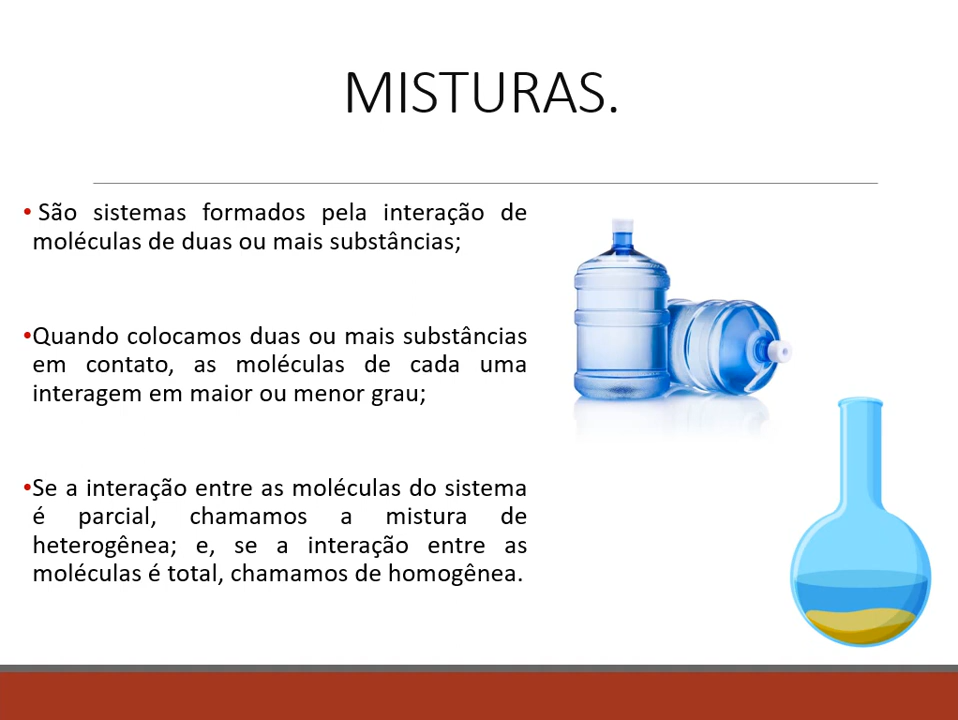 MISTURAS.
• São sistemas formados pela interação de
moléculas de duas ou mais substâncias;
•Quando colocamos duas ou mais substâncias
em contato, as moléculas de cada uma
interagem em maior ou menor grau;
•Se a interação entre as moléculas do sistema
é parcial, chamamos a mistura de
heterogênea; e, se a interação entre as
moléculas é total, chamamos de homogênea.